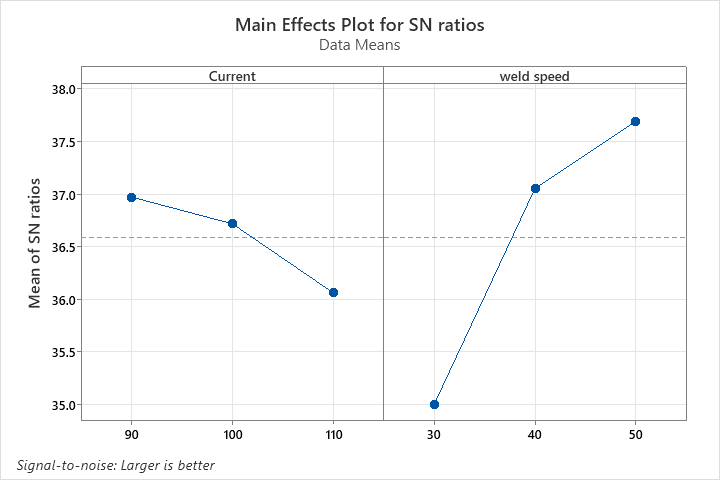 Main Effects Plot for SN ratios
Data Means
Current
weld speed
Mean of SN ratios
38.0
37.5
37.0
36.5
36.0
35.5
35.0
90 100 110 30 40 50
Signal-to-noise: Larger is better